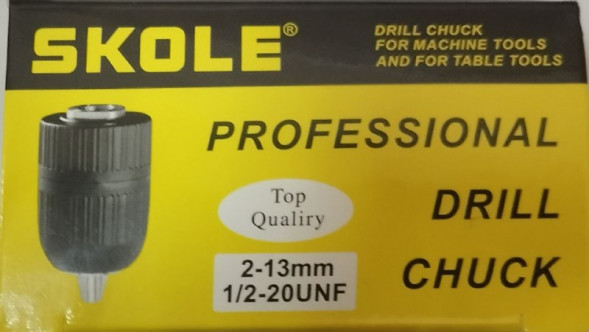 SKOLE®
DRILL CHUCK
FOR MACHINE TOOLS
AND FOR TABLE TOOLS
PROFESSIONAL
DRILL
CHUCK
Top
Qualiry
2-13mm
1/2-20UNF